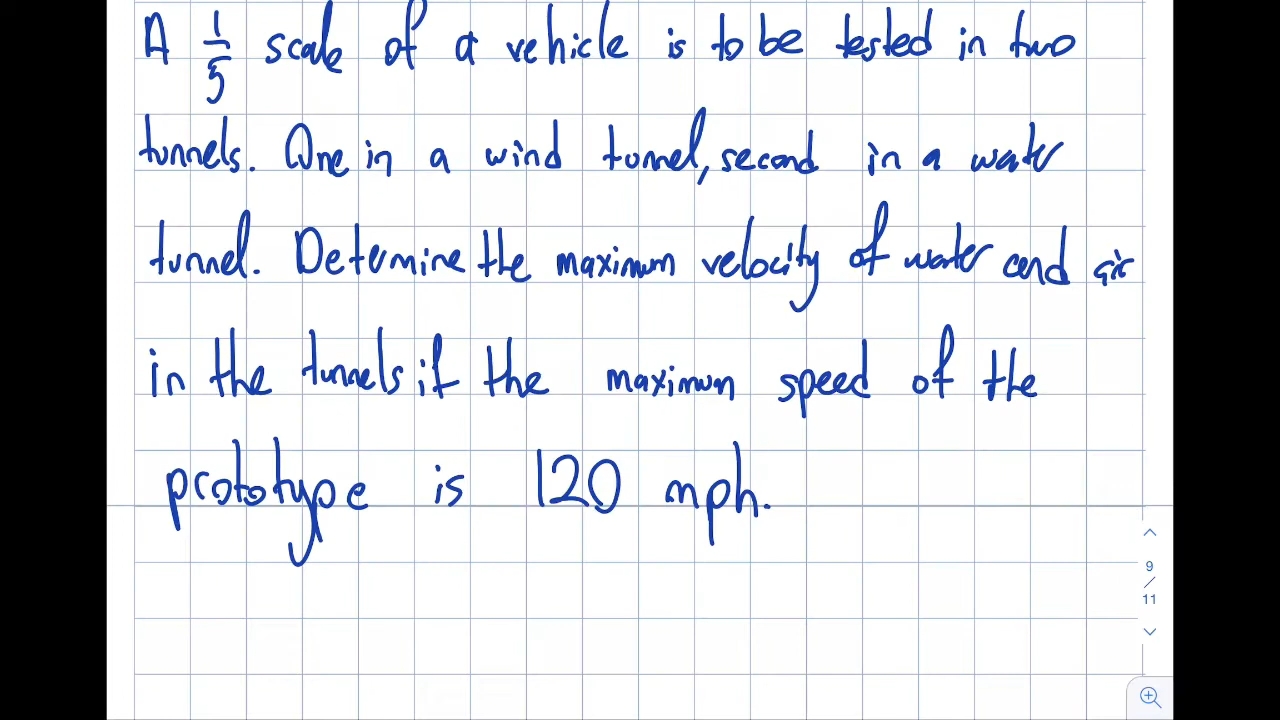 A 1/5 scale of a vehicle is to be tested in two
tunnels. One in a wind tunnel, second in a water
tunnel. Determine the maximum velocity of water and air
in the tunnels if the maximum speed of the
prototype is 120 mph.
9
/
11